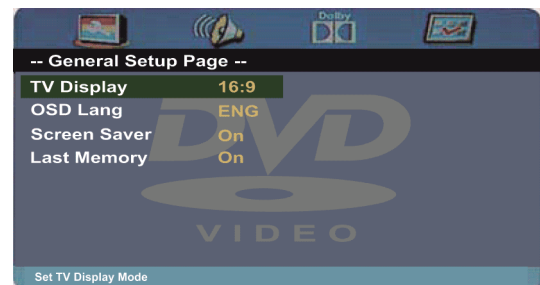 Dolby
-- General Setup Page --
TV Display 16:9
OSD Lang ENG
Screen Saver On
Last Memory On
DVD
VIDEO
Set TV Display Mode